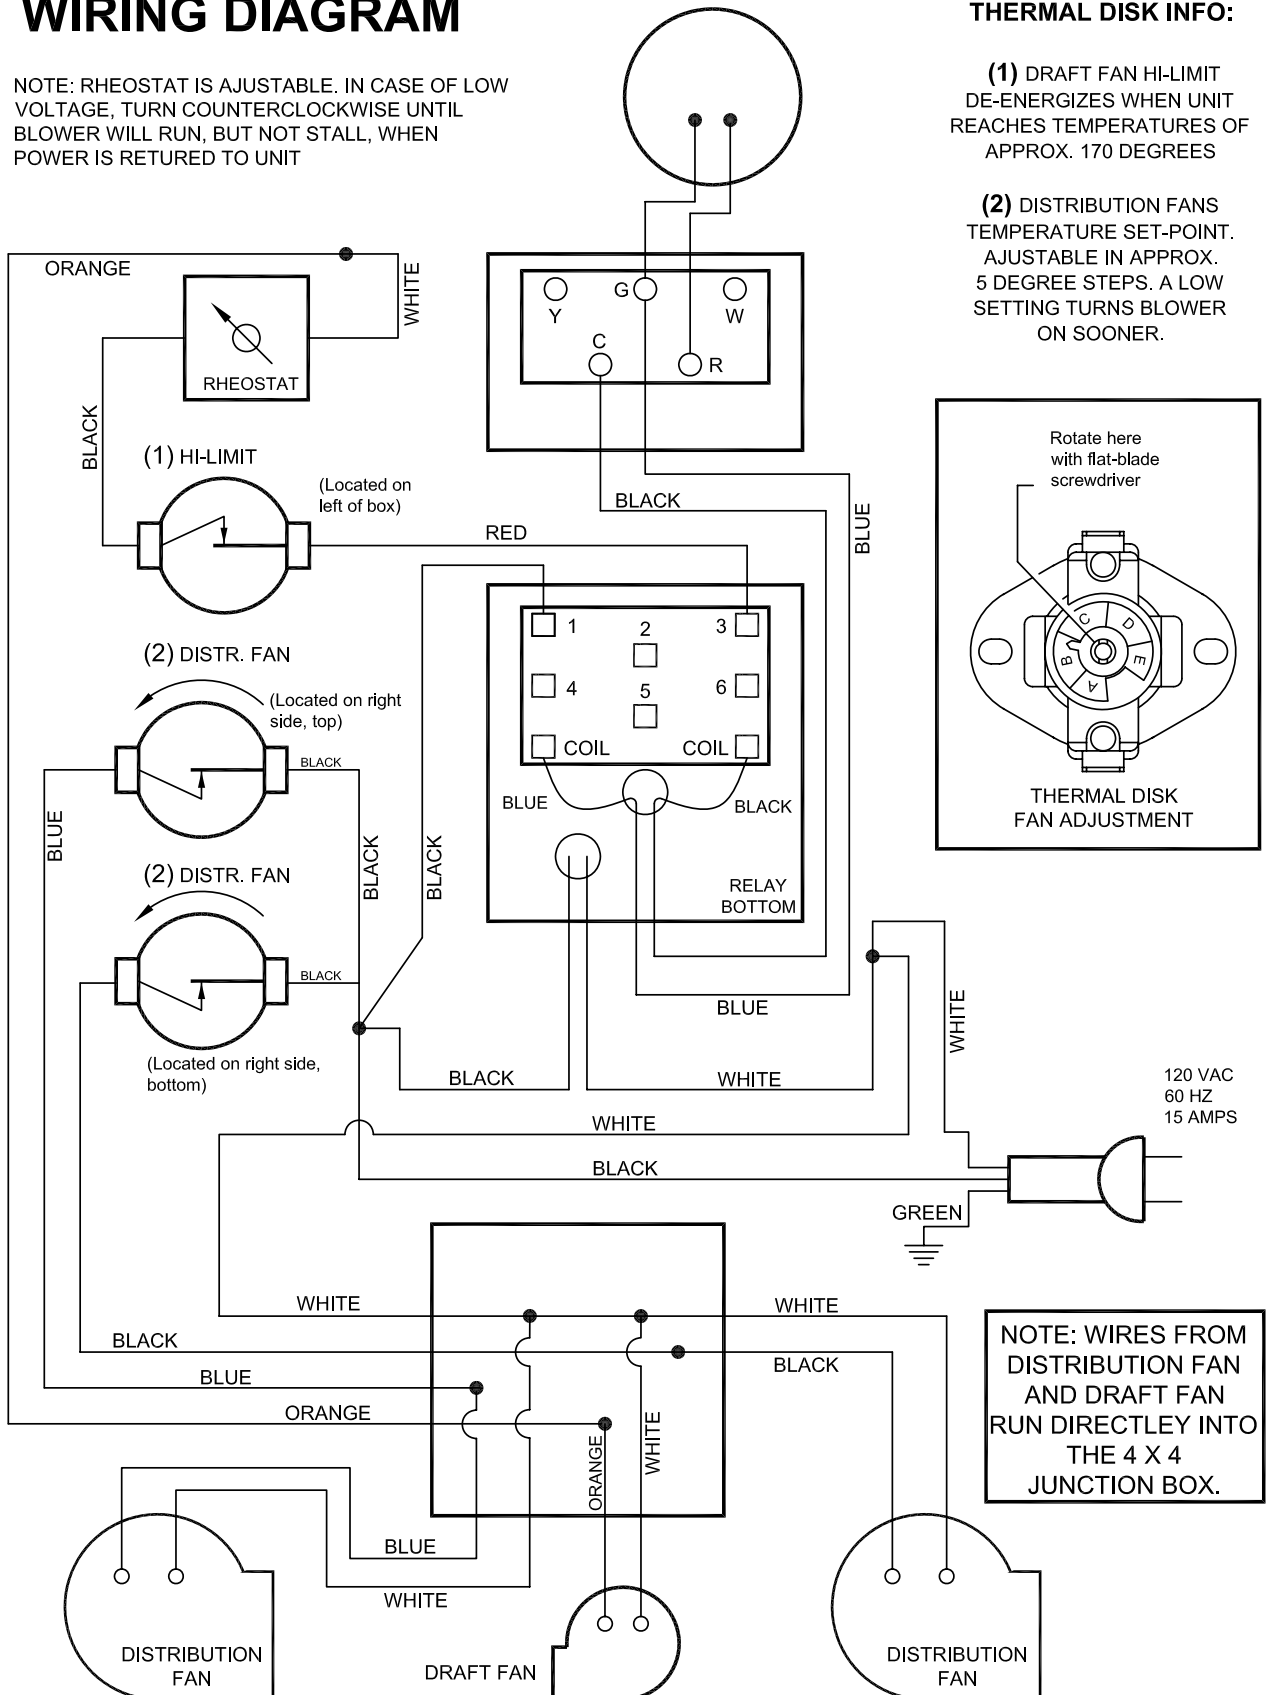 WIRING DIAGRAM
NOTE: RHEOSTAT IS AJUSTABLE. IN CASE OF LOW
VOLTAGE, TURN COUNTERCLOCKWISE UNTIL
BLOWER WILL RUN, BUT NOT STALL, WHEN
POWER IS RETURED TO UNIT
THERMAL DISK INFO:
(1) DRAFT FAN HI-LIMIT
DE-ENERGIZES WHEN UNIT
REACHES TEMPERATURES OF
APPROX. 170 DEGREES
(2) DISTRIBUTION FANS
TEMPERATURE SET-POINT.
AJUSTABLE IN APPROX.
5 DEGREE STEPS. A LOW
SETTING TURNS BLOWER
ON SOONER.
ORANGE
WHITE
RHEOSTAT
BLACK
Y
G
W
C
R
(1) HI-LIMIT
(Located on
left of box)
RED
BLACK
BLUE
Rotate here
with flat-blade
screwdriver
C
D
B
E
A
THERMAL DISK
FAN ADJUSTMENT
(2) DISTR. FAN
(Located on right
side, top)
BLACK
BLUE
BLACK
BLACK
1
2
3
4
5
6
COIL
COIL
BLUE
BLACK
RELAY
BOTTOM
(2) DISTR. FAN
BLACK
(Located on right side,
bottom)
BLUE
WHITE
BLACK
WHITE
120 VAC
60 HZ
15 AMPS
WHITE
BLACK
GREEN
WHITE
WHITE
BLACK
BLACK
BLUE
ORANGE
ORANGE
WHITE
NOTE: WIRES FROM
DISTRIBUTION FAN
AND DRAFT FAN
RUN DIRECTLEY INTO
THE 4 X 4
JUNCTION BOX.
BLUE
WHITE
DISTRIBUTION
FAN
DRAFT FAN
DISTRIBUTION
FAN